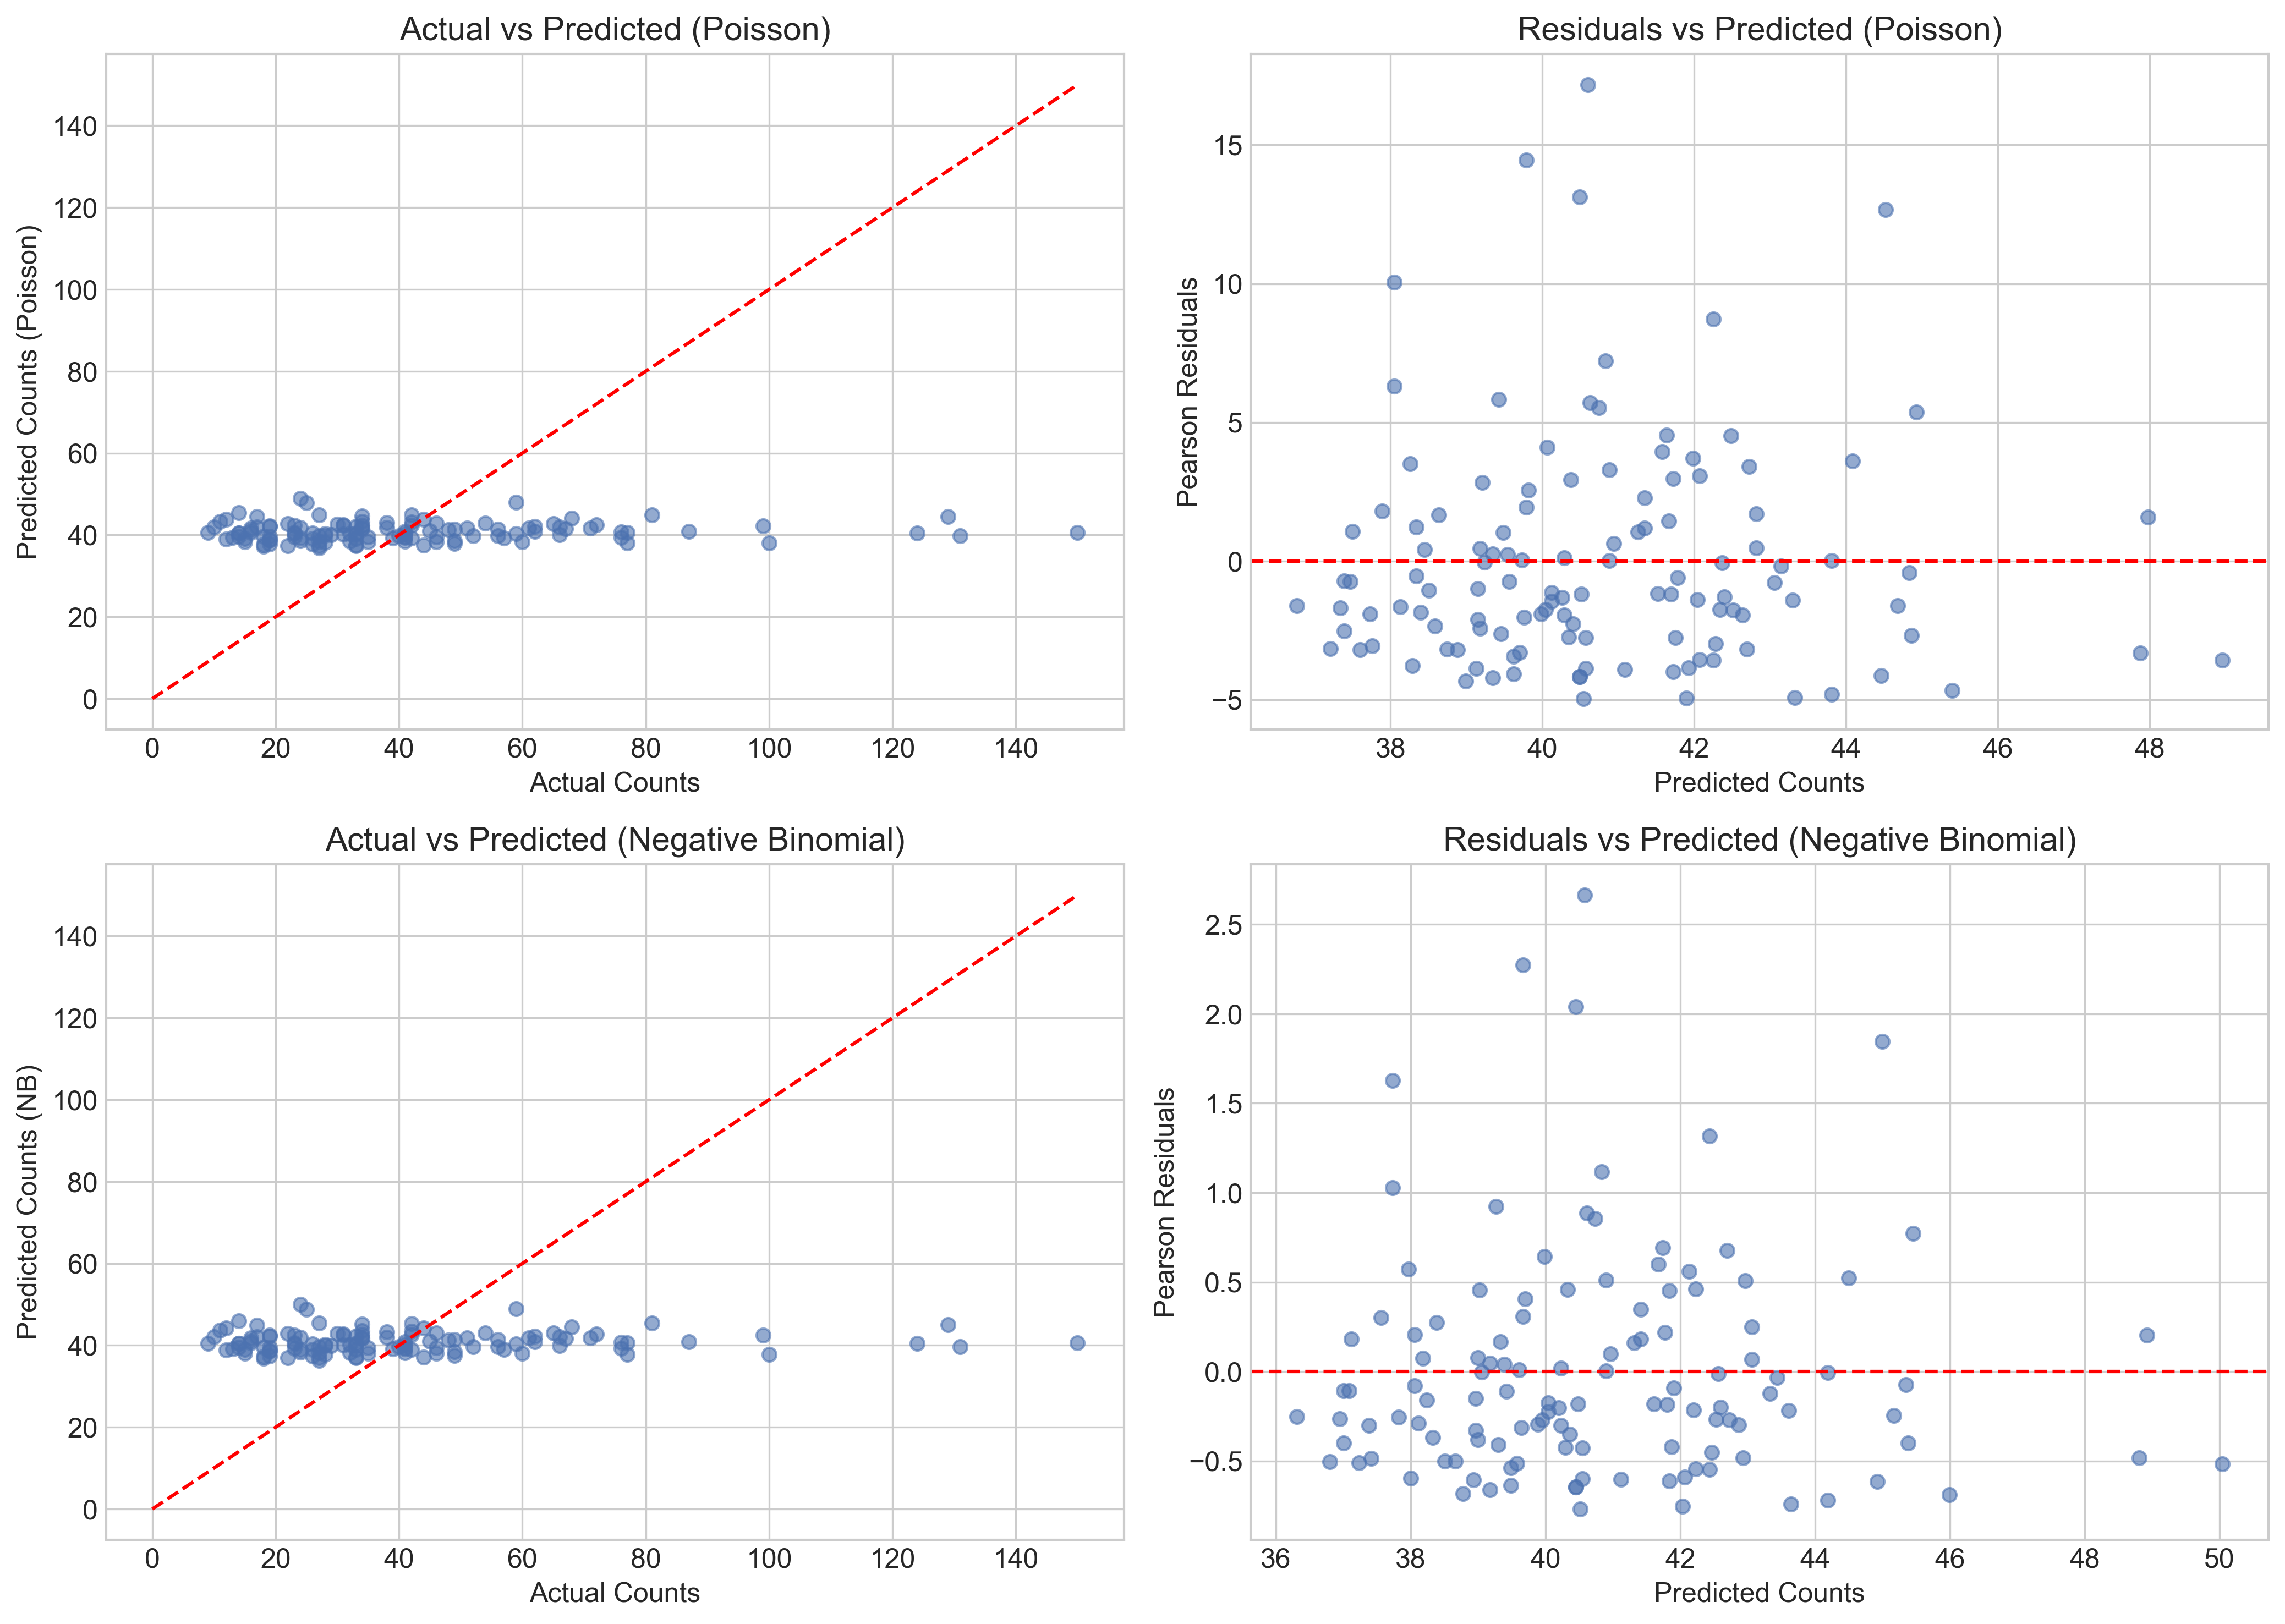 Actual vs Predicted (Poisson)
Predicted Counts (Poisson)
140
120
100
80
60
40
20
0
0 20 40 60 80 100 120 140
Actual Counts
Residuals vs Predicted (Poisson)
Pearson Residuals
15
10
5
0
−5
38 40 42 44 46 48
Predicted Counts
Actual vs Predicted (Negative Binomial)
Predicted Counts (NB)
140
120
100
80
60
40
20
0
0 20 40 60 80 100 120 140
Actual Counts
Residuals vs Predicted (Negative Binomial)
Pearson Residuals
2.5
2.0
1.5
1.0
0.5
0.0
−0.5
36 38 40 42 44 46 48 50
Predicted Counts